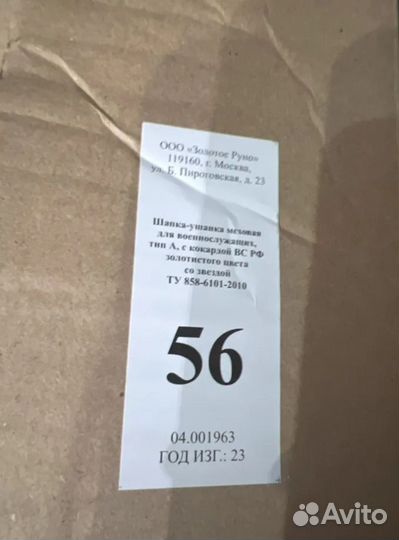 ООО «Золотое Руно»
119160, г. Москва,
ул. Б. Пироговская, д. 23
Шапка-ушанка меховая
для военнослужащих,
тип А, с кокардой ВС РФ
золотистого цвета
со звездой
ТУ 858-6101-2010
56
04.001963
ГОД ИЗГ.: 23
Avito